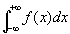 ∫₋∞⁺∞ f(x)dx